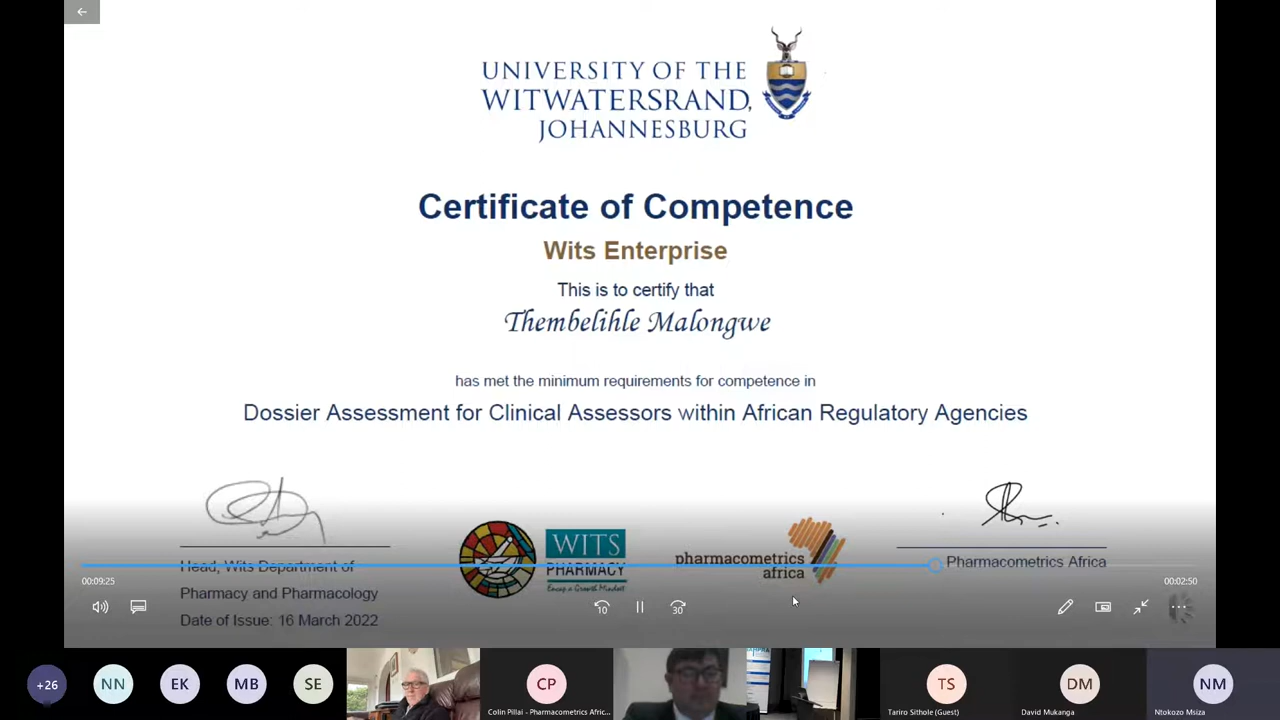 UNIVERSITY OF THE
WITWATERSRAND,
JOHANNESBURG
Certificate of Competence
Wits Enterprise
This is to certify that
Thembelihle Malongwe
has met the minimum requirements for competence in
Dossier Assessment for Clinical Assessors within African Regulatory Agencies
Head, Wits Department of
Pharmacy and Pharmacology
Date of Issue: 16 March 2022
WITS
PHARMACY
pharmacometrics
africa
Pharmacometrics Africa
00:09:25
00:02:50
10
30
+26
NN
EK
MB
SE
CP
Colin Pillai - Pharmacometrics Afric...
TS
Tariro Sithole (Guest)
DM
David Mukanga
NM
Ntokozo Msiza